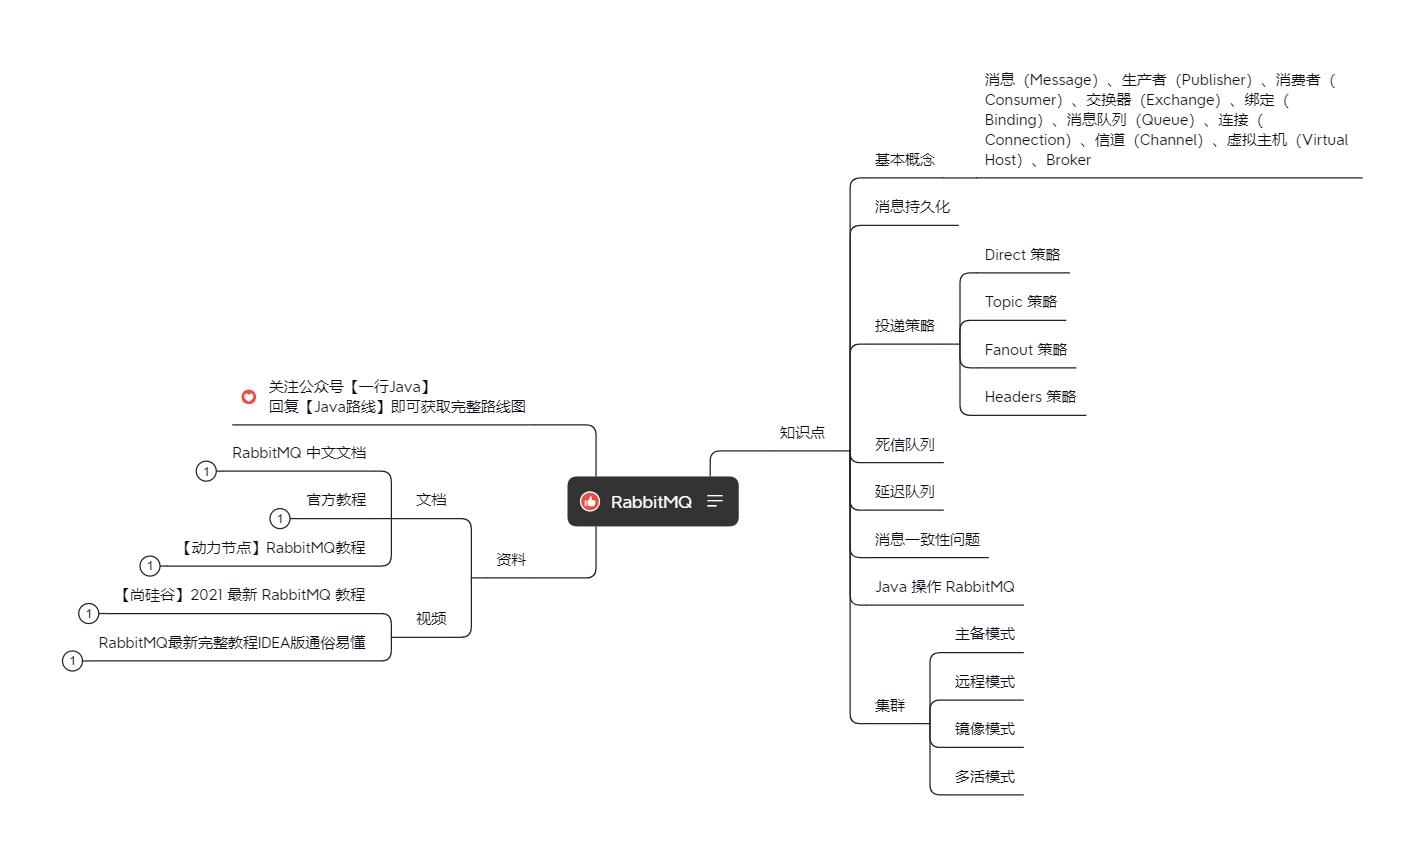 消息（Message）、生产者（Publisher）、消费者（
Consumer）、交换器（Exchange）、绑定（
Binding）、消息队列（Queue）、连接（
Connection）、信道（Channel）、虚拟主机（Virtual
Host）、Broker
基本概念
消息持久化
Direct 策略
Topic 策略
投递策略
Fanout 策略
Headers 策略
关注公众号【一行Java】
回复【Java路线】即可获取完整路线图
知识点
死信队列
RabbitMQ 中文文档
1
延迟队列
官方教程
文档
RabbitMQ
1
消息一致性问题
【动力节点】RabbitMQ教程
资料
1
Java 操作 RabbitMQ
【尚硅谷】2021 最新 RabbitMQ 教程
1
视频
主备模式
RabbitMQ最新完整教程IDEA版通俗易懂
1
远程模式
集群
镜像模式
多活模式